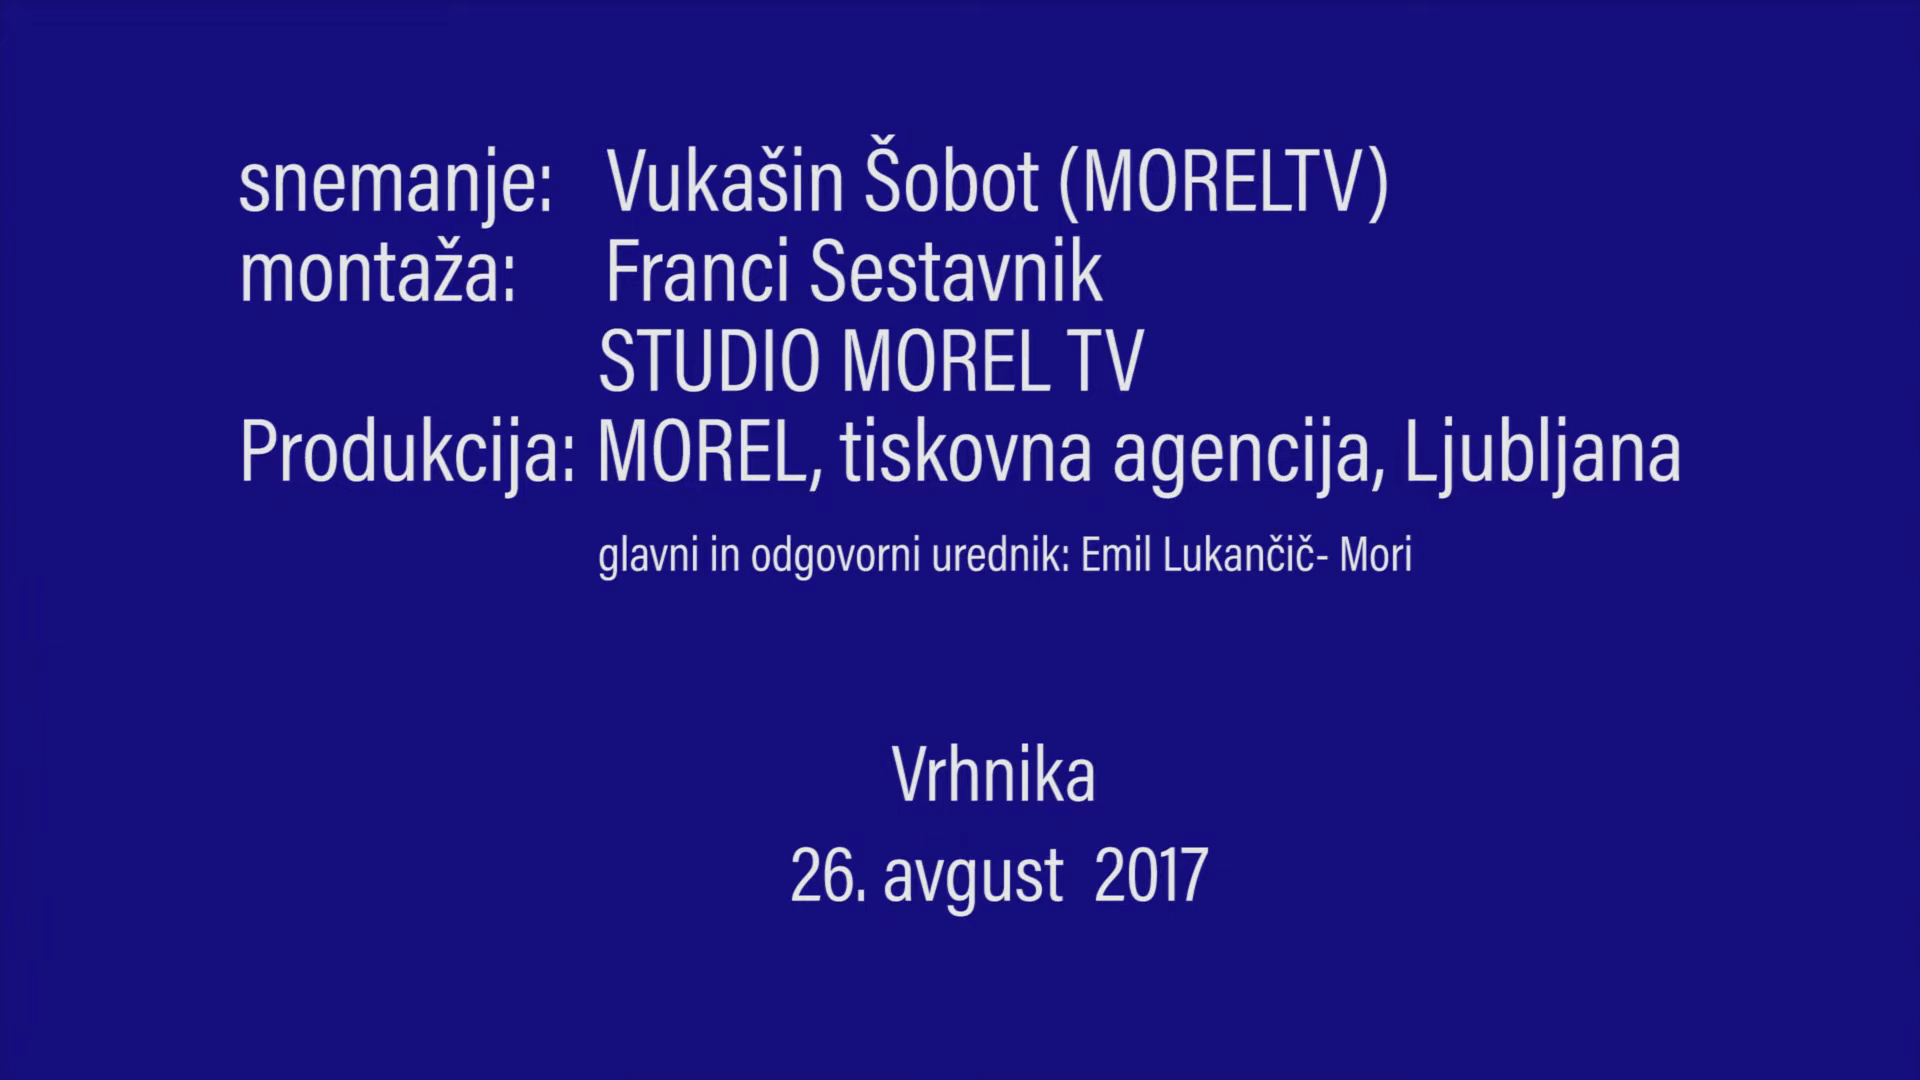 snemanje: Vukašin Šobot (MORELTV)
montaža: Franci Sestavnik
STUDIO MOREL TV
Produkcija: MOREL, tiskovna agencija, Ljubljana
glavni in odgovorni urednik: Emil Lukančič- Mori
Vrhnika
26. avgust 2017